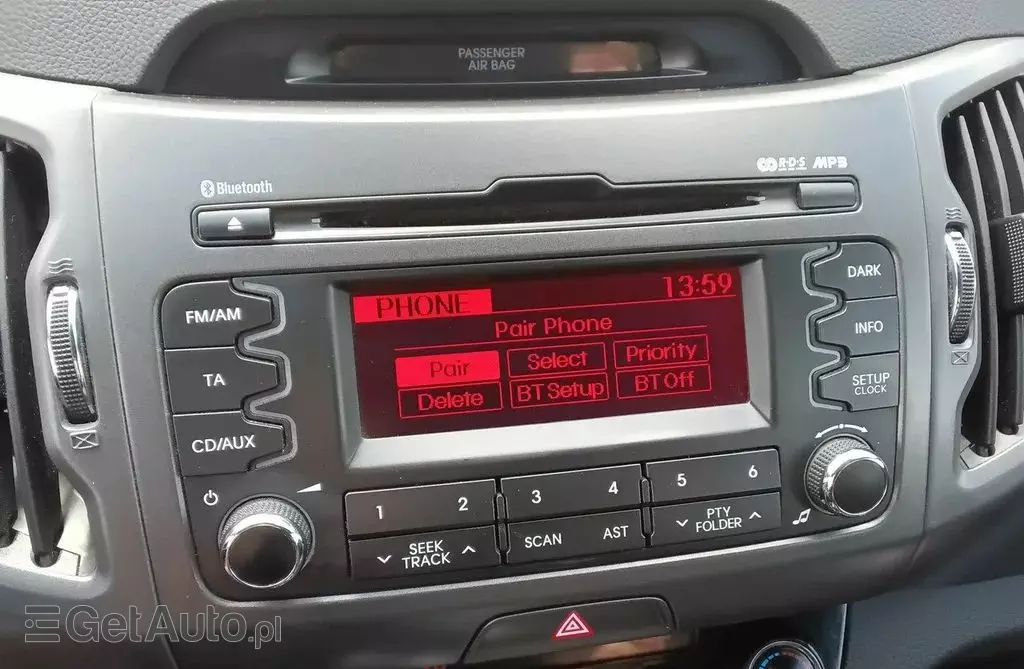 PASSENGER
AIR BAG
R·D·S MP3
Bluetooth
FM/AM
TA
CD/AUX
PHONE 13:59
Pair Phone
Pair Select Priority
Delete BT Setup BT Off
DARK
INFO
SETUP
CLOCK
1 2 3 4 5 6
SEEK
TRACK
SCAN AST
PTY
FOLDER
GetAuto.pl